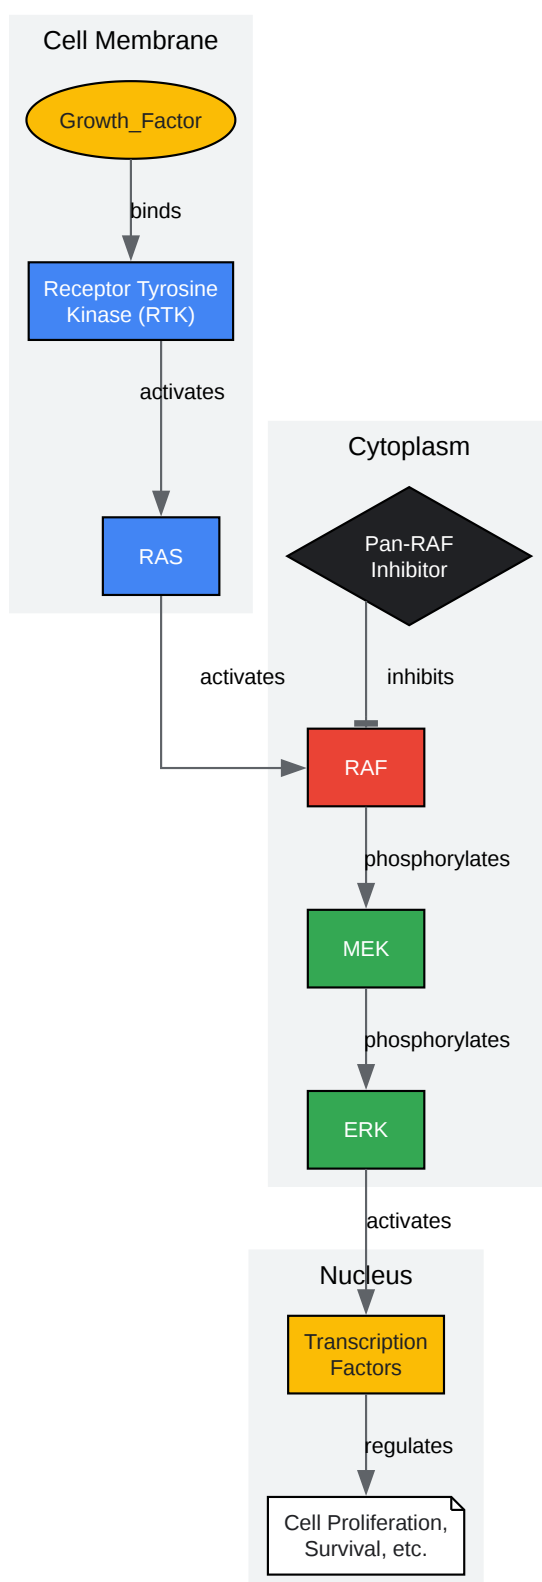 Cell Membrane
Growth_Factor
binds
Receptor Tyrosine
Kinase (RTK)
activates
RAS
activates
Cytoplasm
Pan-RAF
Inhibitor
inhibits
RAF
phosphorylates
MEK
phosphorylates
ERK
activates
Nucleus
Transcription
Factors
regulates
Cell Proliferation,
Survival, etc.